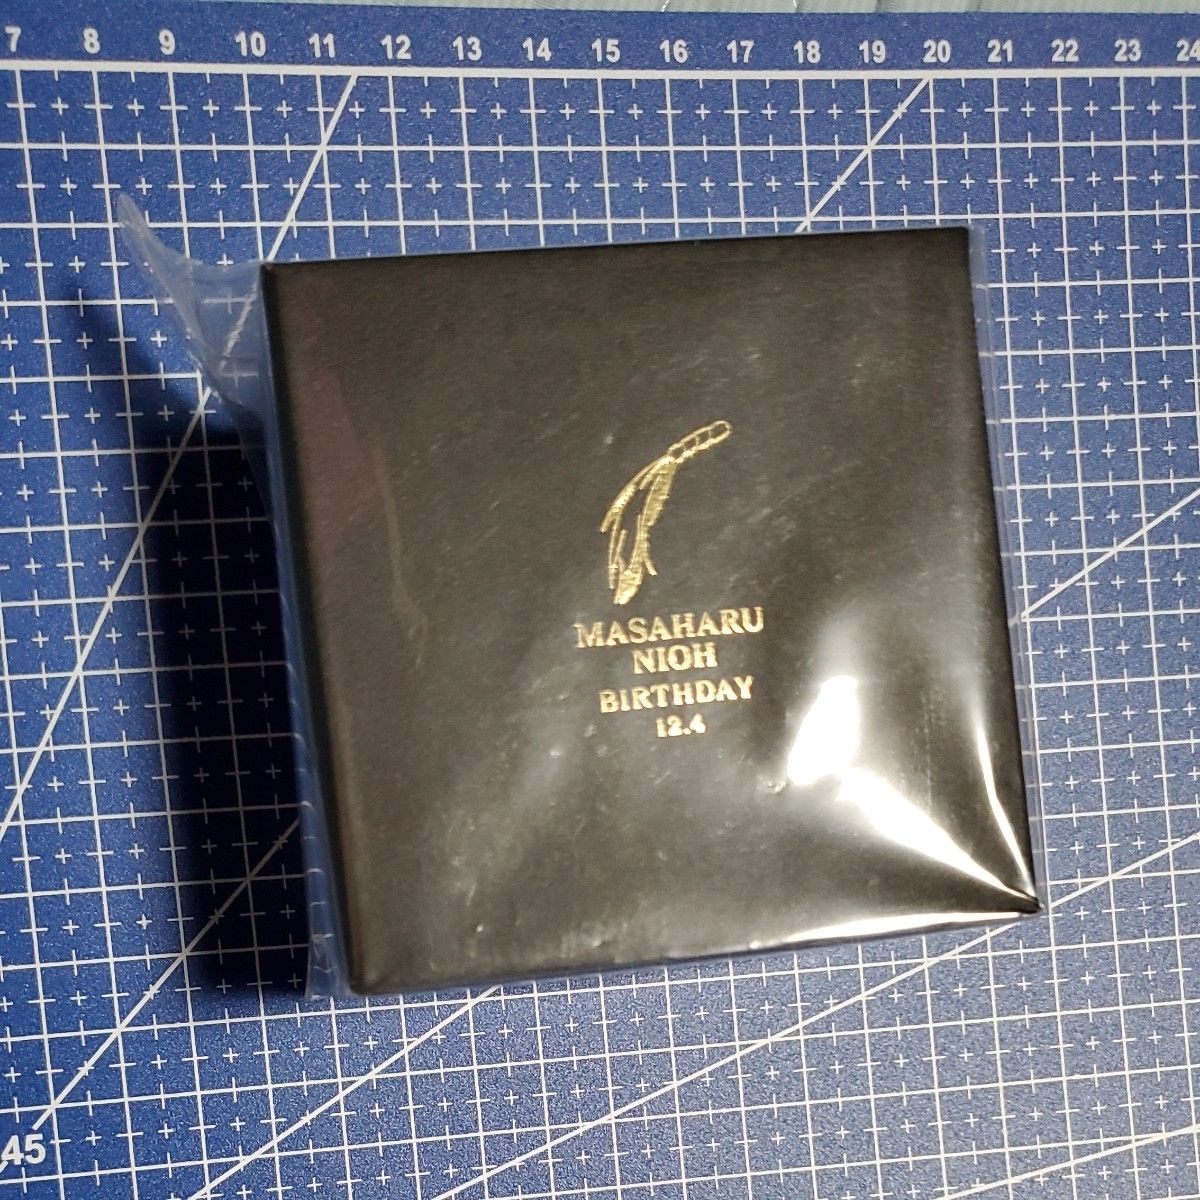 7 8 9 10 11 12 13 14 15 16 17 18 19 20 21 22 23 24
MASAHARU
NIOH
BIRTHDAY
12.4
45